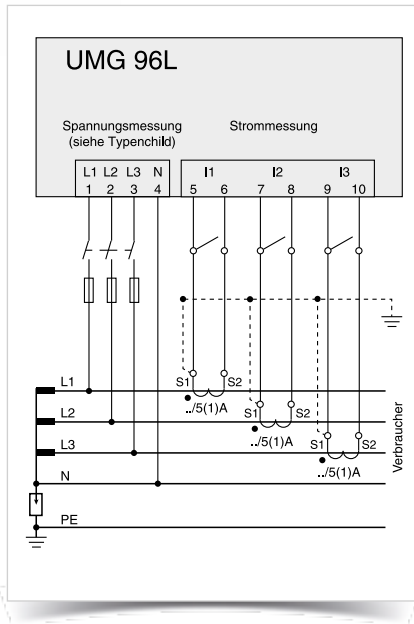 UMG 96L
Spannungsmessung
(siehe Typenchild)
Strommessung
L1 L2 L3 N
1 2 3 4
I1 I2 I3
5 6 7 8 9 10
L1
S1 S2
../5(1)A
L2
S1 S2
../5(1)A
L3
S1 S2
../5(1)A
N
PE
Verbraucher